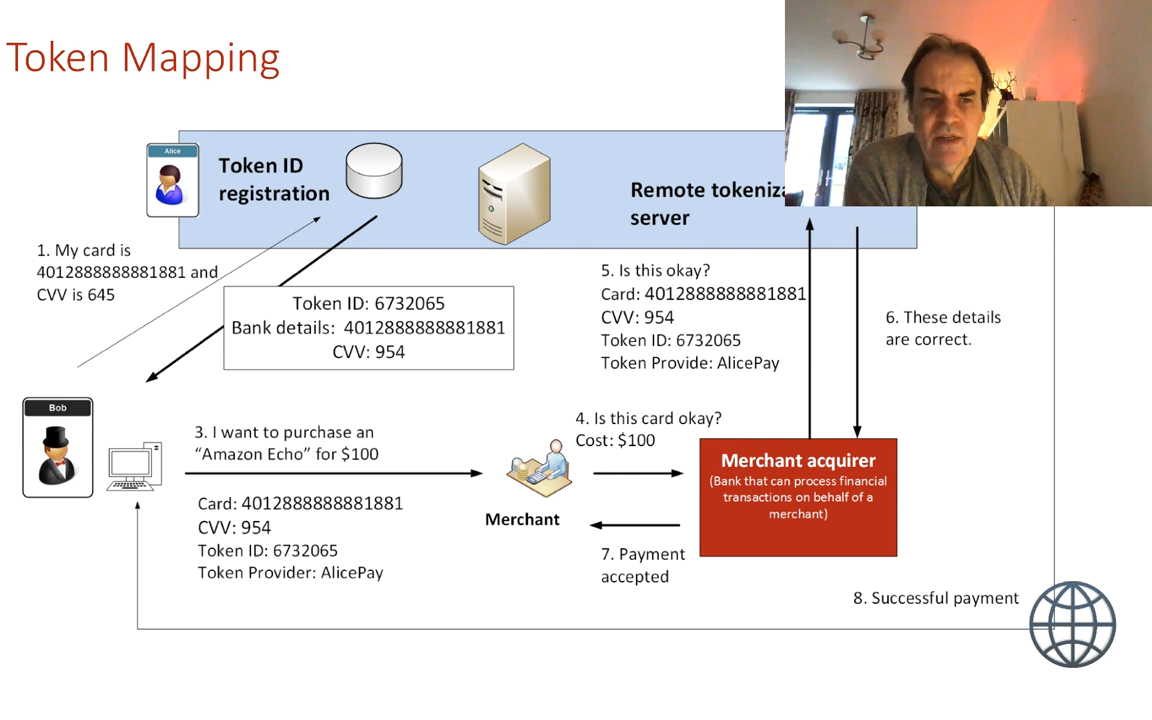 Token Mapping
Alice
Token ID
registration
Remote
server
1. My card is
4012888888881881 and
CVV is 645
Token ID: 6732065
Bank details: 4012888888881881
CVV: 954
5. Is this okay?
Card: 4012888888881881
CVV: 954
Token ID: 6732065
Token Provide: AlicePay
6. These details
are correct.
Bob
3. I want to purchase an
“Amazon Echo” for $100
Card: 4012888888881881
CVV: 954
Token ID: 6732065
Token Provider: AlicePay
Merchant
4. Is this card okay?
Cost: $100
Merchant acquirer
(Bank that can process financial
transactions on behalf of a
merchant)
7. Payment
accepted
8. Successful payment